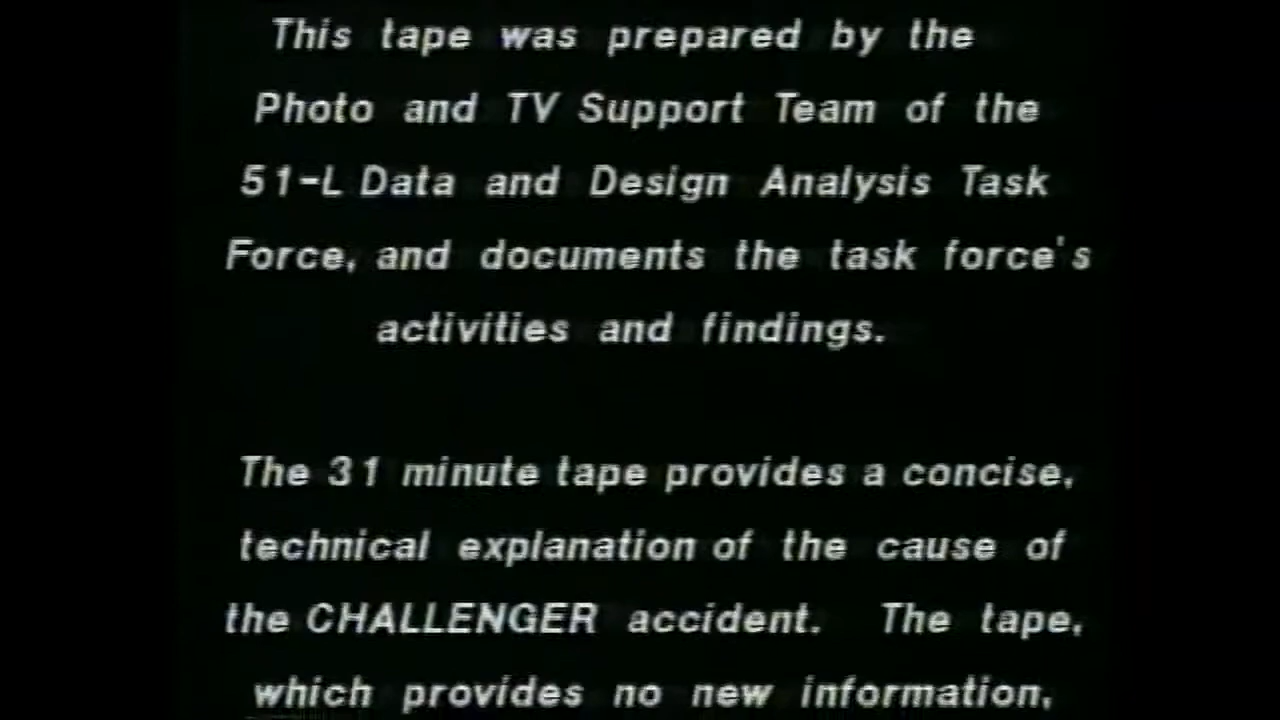 This tape was prepared by the
Photo and TV Support Team of the
51-L Data and Design Analysis Task
Force, and documents the task force's
activities and findings.
The 31 minute tape provides a concise,
technical explanation of the cause of
the CHALLENGER accident. The tape,
which provides no new information,